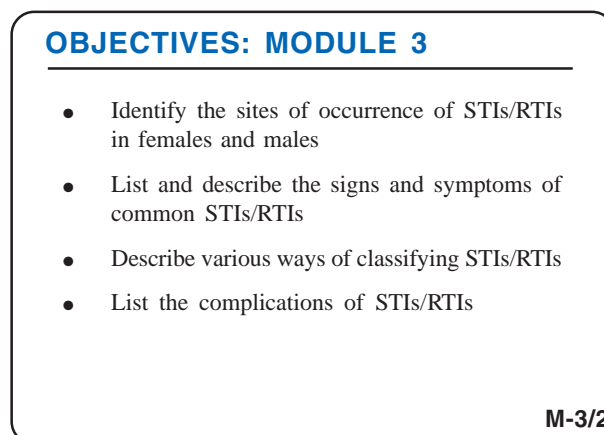 OBJECTIVES: MODULE 3
● Identify the sites of occurrence of STIs/RTIs
in females and males
● List and describe the signs and symptoms of
common STIs/RTIs
● Describe various ways of classifying STIs/RTIs
● List the complications of STIs/RTIs
M-3/2